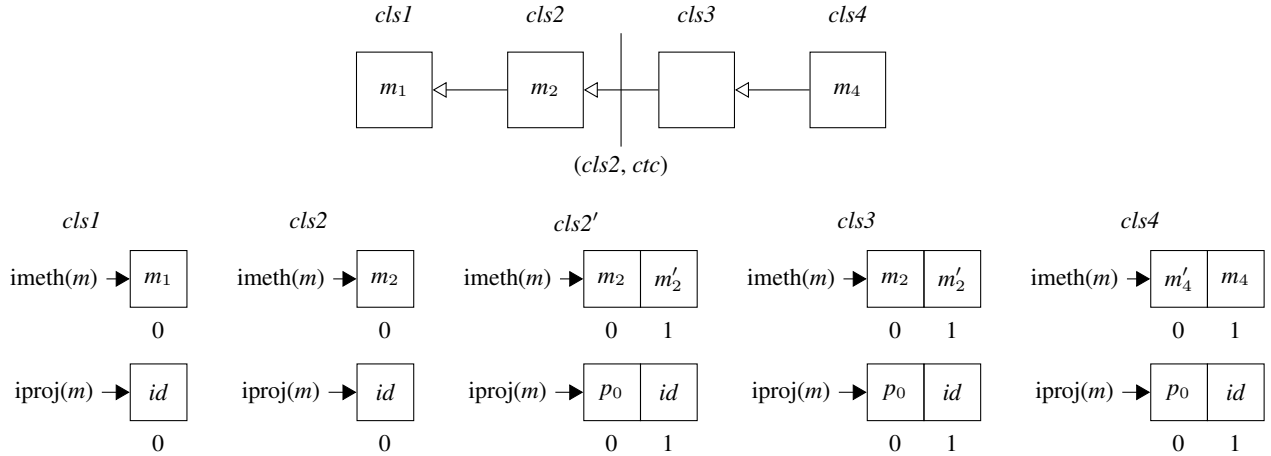 cls1 cls2 cls3 cls4
m₁ m₂ m₄
(cls2, ctc)
cls1 cls2 cls2′ cls3 cls4
imeth(m) m₁ imeth(m) m₂ imeth(m) m₂ m′₂ imeth(m) m₂ m′₂ imeth(m) m′₄ m₄
0 0 0 1 0 1 0 1
iproj(m) id iproj(m) id iproj(m) p₀ id iproj(m) p₀ id iproj(m) p₀ id
0 0 0 1 0 1 0 1